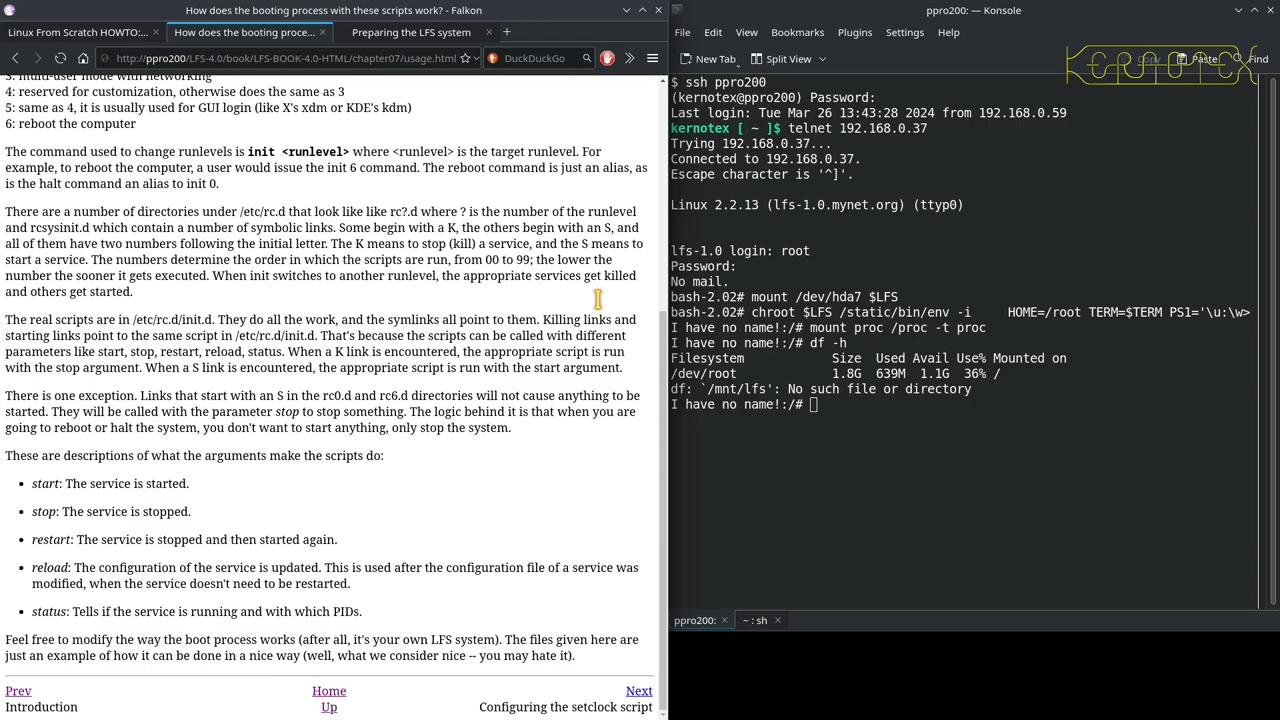 How does the booting process with these scripts work? - Falkon
Linux From Scratch HOWTO:...
How does the booting proce...
Preparing the LFS system
http://ppro200/LFS-4.0/book/LFS-BOOK-4.0-HTML/chapter07/usage.html
DuckDuckGo
3: multi-user mode with networking
4: reserved for customization, otherwise does the same as 3
5: same as 4, it is usually used for GUI login (like X's xdm or KDE's kdm)
6: reboot the computer
The command used to change runlevels is init <runlevel> where <runlevel> is the target runlevel. For
example, to reboot the computer, a user would issue the init 6 command. The reboot command is just an alias, as
is the halt command an alias to init 0.
There are a number of directories under /etc/rc.d that look like like rc?.d where ? is the number of the runlevel
and rcsysinit.d which contain a number of symbolic links. Some begin with a K, the others begin with an S, and
all of them have two numbers following the initial letter. The K means to stop (kill) a service, and the S means to
start a service. The numbers determine the order in which the scripts are run, from 00 to 99; the lower the
number the sooner it gets executed. When init switches to another runlevel, the appropriate services get killed
and others get started.
The real scripts are in /etc/rc.d/init.d. They do all the work, and the symlinks all point to them. Killing links and
starting links point to the same script in /etc/rc.d/init.d. That's because the scripts can be called with different
parameters like start, stop, restart, reload, status. When a K link is encountered, the appropriate script is run
with the stop argument. When a S link is encountered, the appropriate script is run with the start argument.
There is one exception. Links that start with an S in the rc0.d and rc6.d directories will not cause anything to be
started. They will be called with the parameter stop to stop something. The logic behind it is that when you are
going to reboot or halt the system, you don't want to start anything, only stop the system.
These are descriptions of what the arguments make the scripts do:
• start: The service is started.
• stop: The service is stopped.
• restart: The service is stopped and then started again.
• reload: The configuration of the service is updated. This is used after the configuration file of a service was
modified, when the service doesn't need to be restarted.
• status: Tells if the service is running and with which PIDs.
Feel free to modify the way the boot process works (after all, it's your own LFS system). The files given here are
just an example of how it can be done in a nice way (well, what we consider nice -- you may hate it).
Prev Home Next
Introduction Up Configuring the setclock script
ppro200: — Konsole
File Edit View Bookmarks Plugins Settings Help
New Tab Split View Copy Paste Find
KERNOTEX
$ ssh ppro200
(kernotex@ppro200) Password:
Last login: Tue Mar 26 13:43:28 2024 from 192.168.0.59
kernotex [ ~ ]$ telnet 192.168.0.37
Trying 192.168.0.37...
Connected to 192.168.0.37.
Escape character is '^]'.
Linux 2.2.13 (lfs-1.0.mynet.org) (ttyp0)
lfs-1.0 login: root
Password:
No mail.
bash-2.02# mount /dev/hda7 $LFS
bash-2.02# chroot $LFS /static/bin/env -i     HOME=/root TERM=$TERM PS1='\u:\w>
I have no name!:/# mount proc /proc -t proc
I have no name!:/# df -h
Filesystem            Size  Used Avail Use% Mounted on
/dev/root             1.8G  639M  1.1G  36% /
df: `/mnt/lfs': No such file or directory
I have no name!:/#
ppro200:
~ : sh